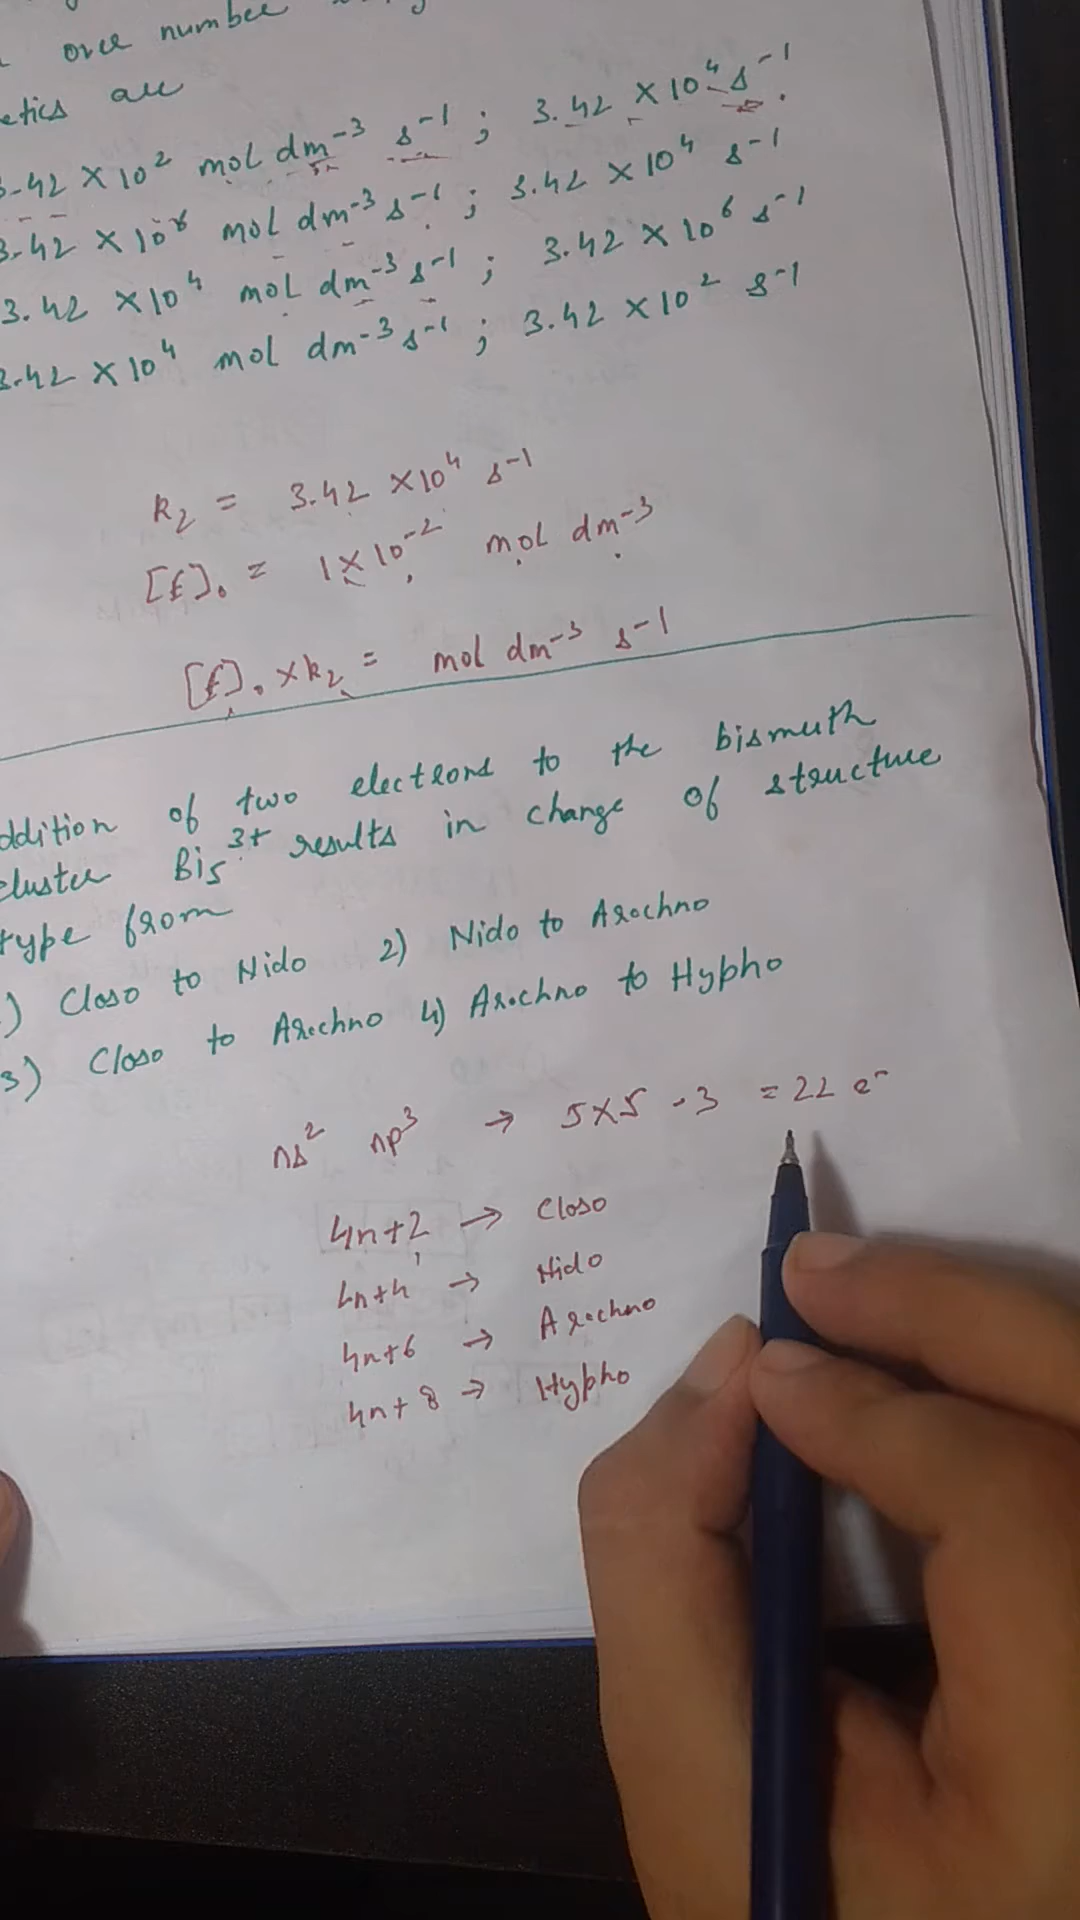 over number
etics are
3.42 × 10² mol dm⁻³ s⁻¹ ; 3.42 × 10⁴ s⁻¹.
3.42 × 10⁶ mol dm⁻³ s⁻¹ ; 3.42 × 10⁴ s⁻¹
3.42 × 10⁴ mol dm⁻³ s⁻¹ ; 3.42 × 10⁶ s⁻¹
3.42 × 10⁴ mol dm⁻³ s⁻¹ ; 3.42 × 10² s⁻¹
k₂ = 3.42 × 10⁴ s⁻¹
[E]₀ = 1 × 10⁻² mol dm⁻³
[E]₀ × k₂ = mol dm⁻³ s⁻¹
ddition of two electrons to the bismuth
cluster Bi₅³⁺ results in change of structure
type from
) Closo to Nido 2) Nido to Arachno
3) Closo to Arachno 4) Arachno to Hypho
ns² np³ → 5×5 - 3 = 22 e⁻
4n+2 → Closo
4n+4 → Nido
4n+6 → Arachno
4n+8 → Hypho